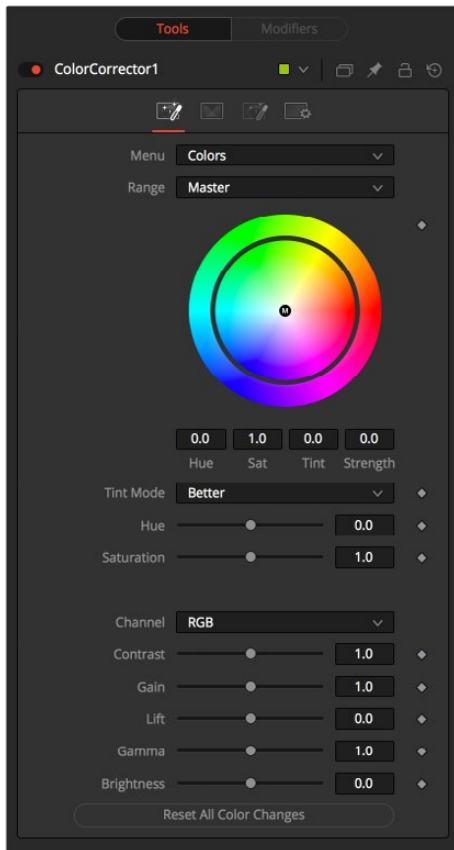 Tools Modifiers
ColorCorrector1
Menu Colors
Range Master
M
0.0 1.0 0.0 0.0
Hue Sat Tint Strength
Tint Mode Better
Hue 0.0
Saturation 1.0
Channel RGB
Contrast 1.0
Gain 1.0
Lift 0.0
Gamma 1.0
Brightness 0.0
Reset All Color Changes